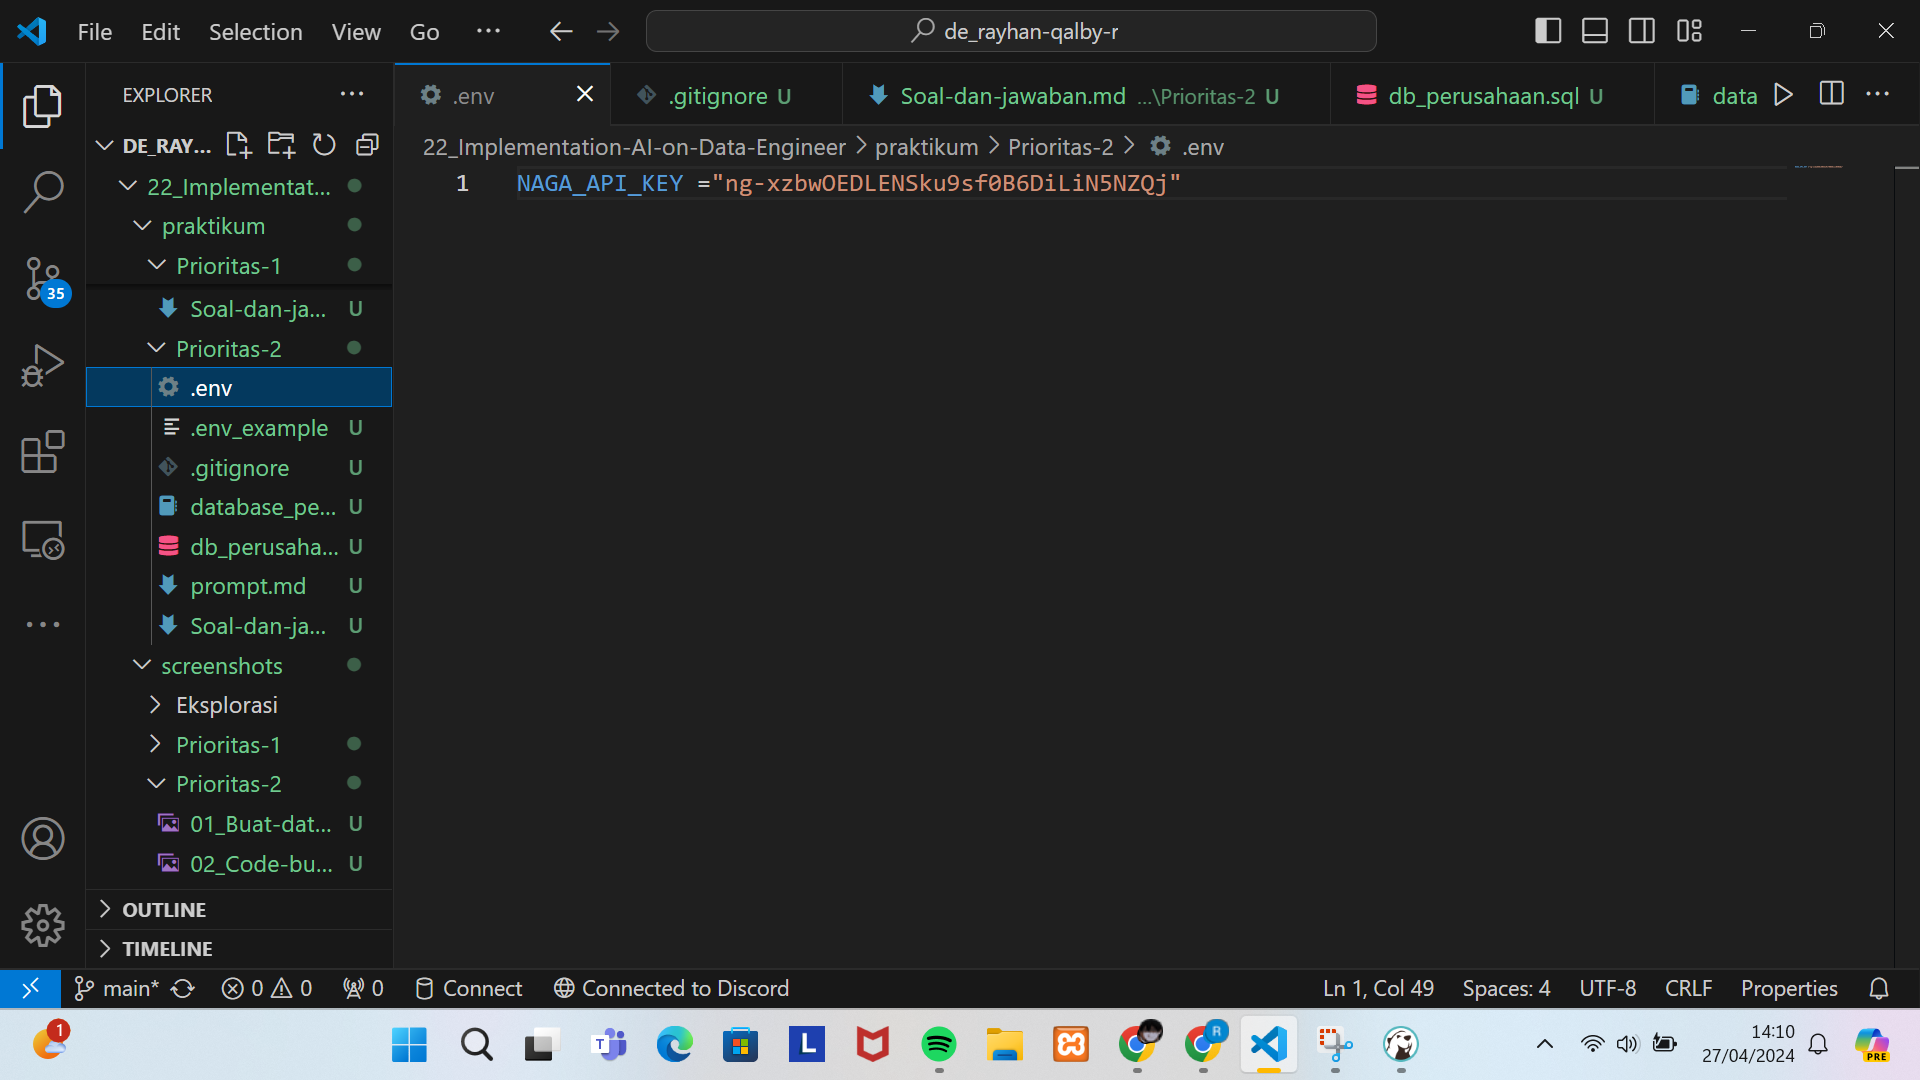 File Edit Selection View Go ...
de_rayhan-qalby-r
EXPLORER ...
.env
.gitignore U
Soal-dan-jawaban.md ...\Prioritas-2 U
db_perusahaan.sql U
data
DE_RAY...
22_Implementation-AI-on-Data-Engineer > praktikum > Prioritas-2 > .env
1 NAGA_API_KEY ="ng-xzbwOEDLENSku9sf0B6DiLiN5NZQj"
22_Implementat...
praktikum
Prioritas-1
35
Soal-dan-ja... U
Prioritas-2
.env
.env_example U
.gitignore U
database_pe... U
db_perusaha... U
prompt.md U
Soal-dan-ja... U
screenshots
Eksplorasi
Prioritas-1
Prioritas-2
01_Buat-dat... U
02_Code-bu... U
OUTLINE
TIMELINE
main* 0 0 0 Connect Connected to Discord Ln 1, Col 49 Spaces: 4 UTF-8 CRLF Properties
1
T
L
R
14:10
27/04/2024
PRE